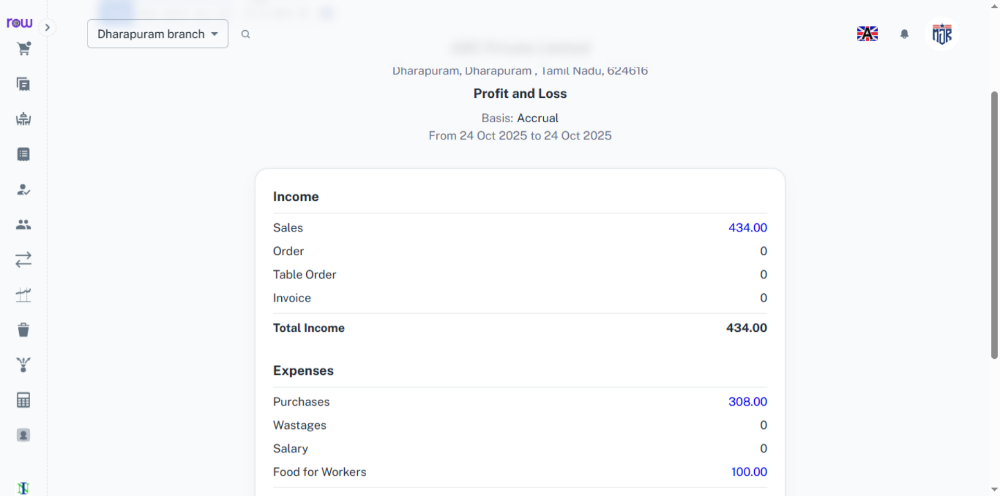 row
Dharapuram branch
A
MJR
Dharapuram, Dharapuram , Tamil Nadu, 624616
Profit and Loss
Basis: Accrual
From 24 Oct 2025 to 24 Oct 2025
Income
Sales 434.00
Order 0
Table Order 0
Invoice 0
Total Income 434.00
Expenses
Purchases 308.00
Wastages 0
Salary 0
Food for Workers 100.00